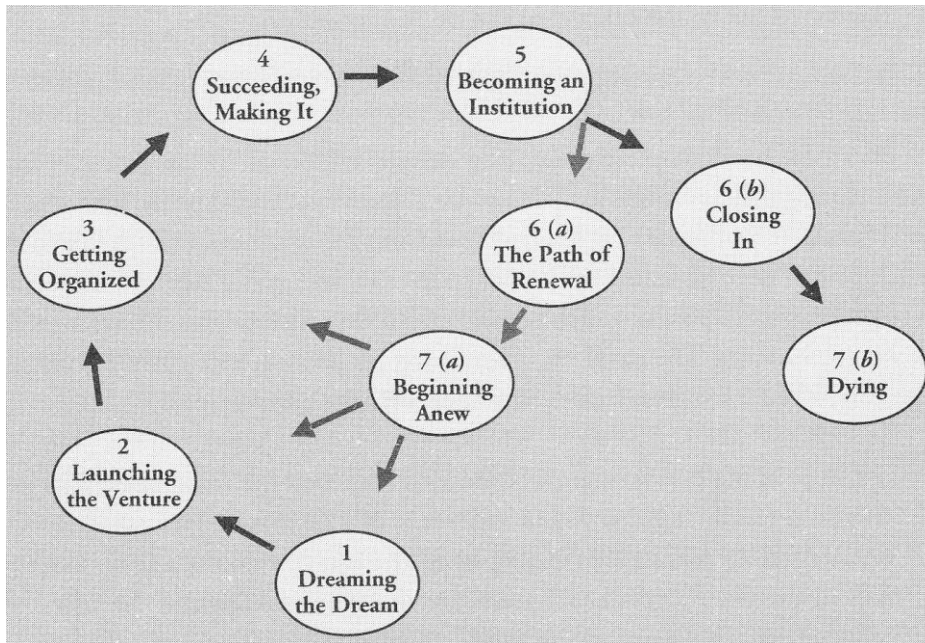 4
Succeeding,
Making It
5
Becoming an
Institution
6 (b)
Closing
In
3
Getting
Organized
6 (a)
The Path of
Renewal
7 (a)
Beginning
Anew
7 (b)
Dying
2
Launching
the Venture
1
Dreaming
the Dream